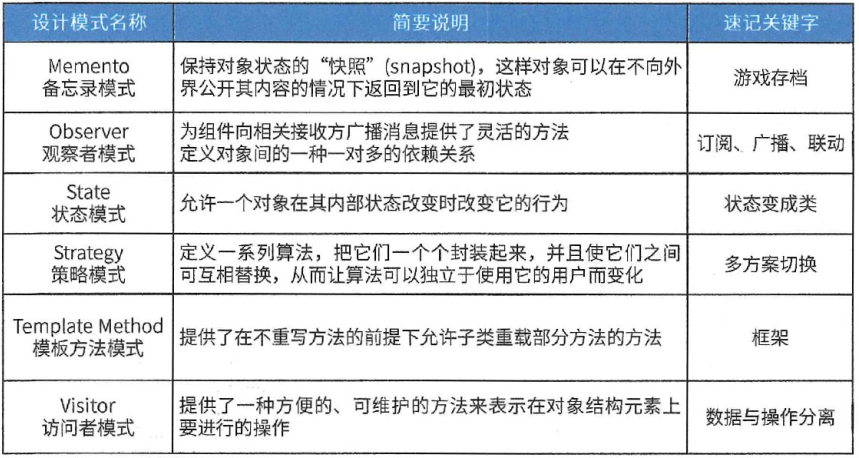 设计模式名称 简要说明 速记关键字
Memento
备忘录模式
保持对象状态的“快照”(snapshot)，这样对象可以在不向外
界公开其内容的情况下返回到它的最初状态
游戏存档
Observer
观察者模式
为组件向相关接收方广播消息提供了灵活的方法
定义对象间的一种一对多的依赖关系
订阅、广播、联动
State
状态模式
允许一个对象在其内部状态改变时改变它的行为
状态变成类
Strategy
策略模式
定义一系列算法，把它们一个个封装起来，并且使它们之间
可互相替换，从而让算法可以独立于使用它的用户而变化
多方案切换
Template Method
模板方法模式
提供了在不重写方法的前提下允许子类重载部分方法的方法
框架
Visitor
访问者模式
提供了一种方便的、可维护的方法来表示在对象结构元素上
要进行的操作
数据与操作分离